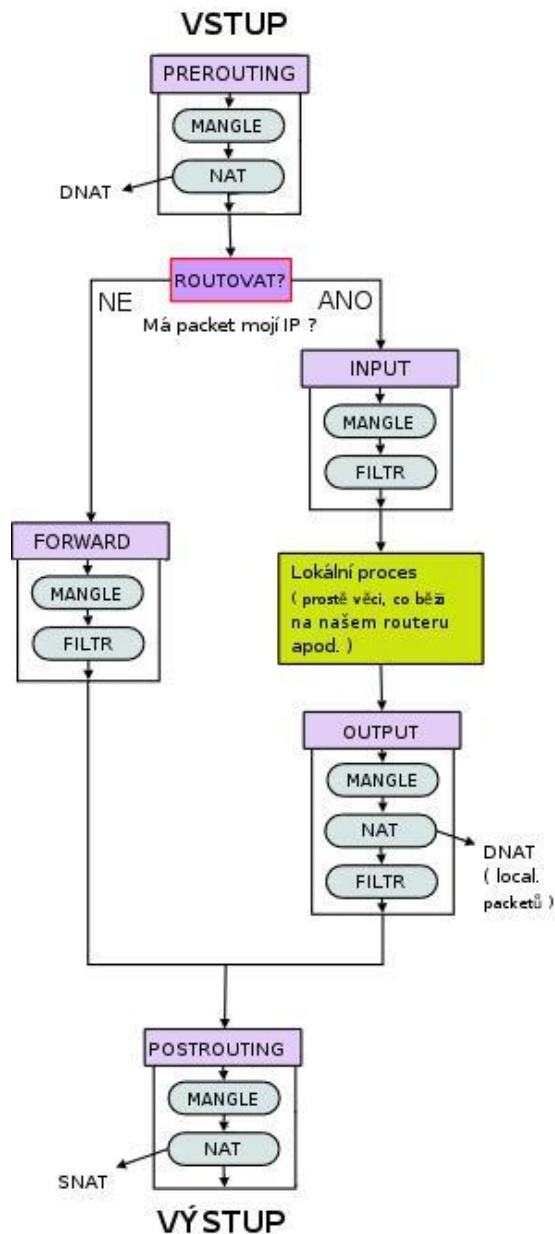 VSTUP
PREROUTING
MANGLE
NAT
DNAT
ROUTOVAT?
NE
ANO
Má packet mojí IP ?
INPUT
MANGLE
FILTR
FORWARD
MANGLE
FILTR
Lokální proces
( prostě věci, co běží
na našem routeru
apod. )
OUTPUT
MANGLE
NAT
FILTR
DNAT
( local.
packetů )
POSTROUTING
MANGLE
NAT
SNAT
VÝSTUP